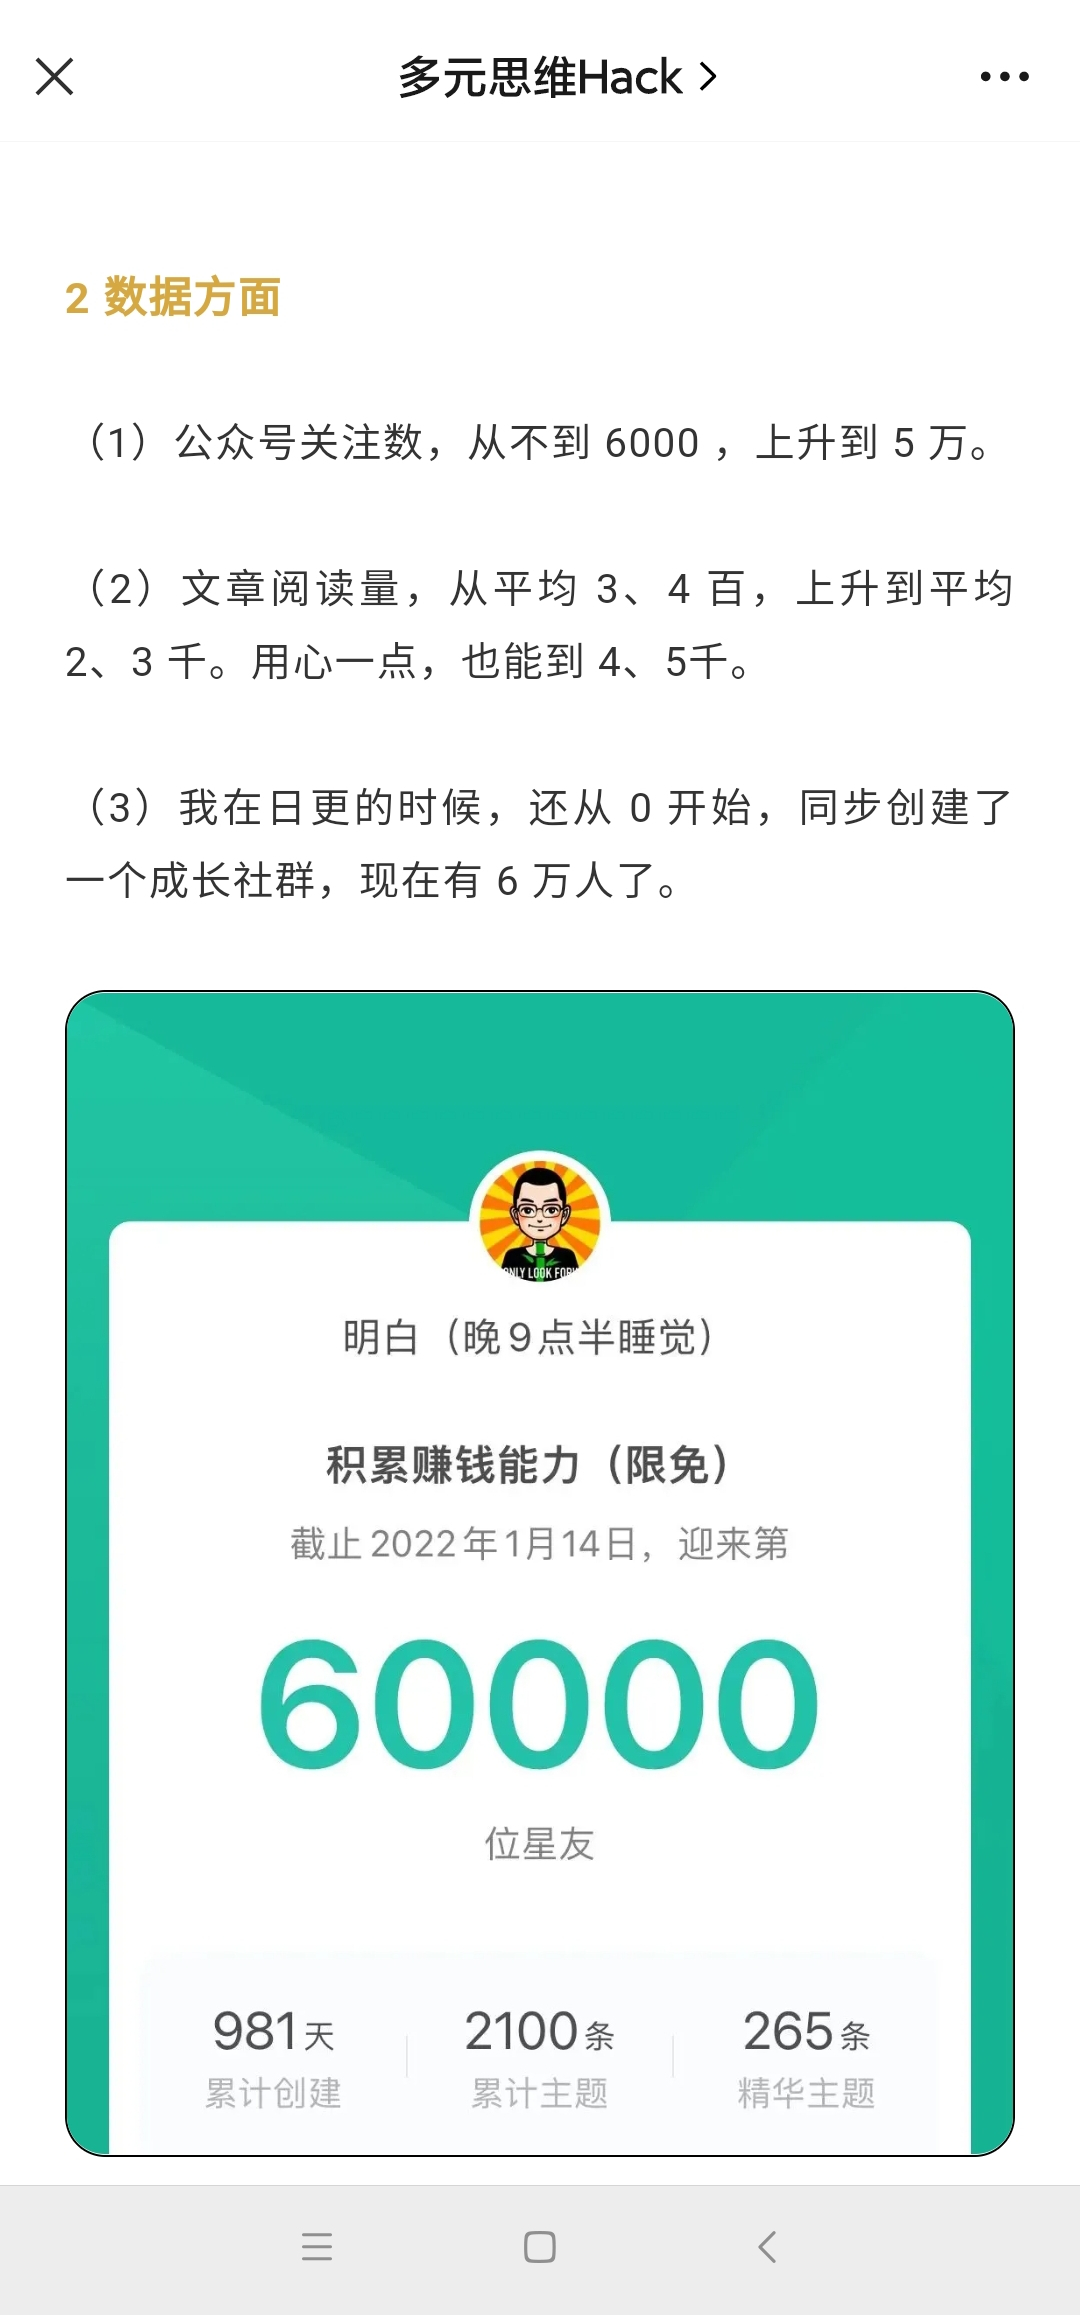 多元思维Hack
2 数据方面
（1）公众号关注数，从不到 6000 ，上升到 5 万。
（2）文章阅读量，从平均 3、4 百，上升到平均
2、3 千。用心一点，也能到 4、5千。
（3）我在日更的时候，还从 0 开始，同步创建了
一个成长社群，现在有 6 万人了。
ONLY LOOK FOR
明白（晚9点半睡觉）
积累赚钱能力（限免）
截止2022年1月14日，迎来第
60000
位星友
981天 2100条 265条
累计创建 累计主题 精华主题